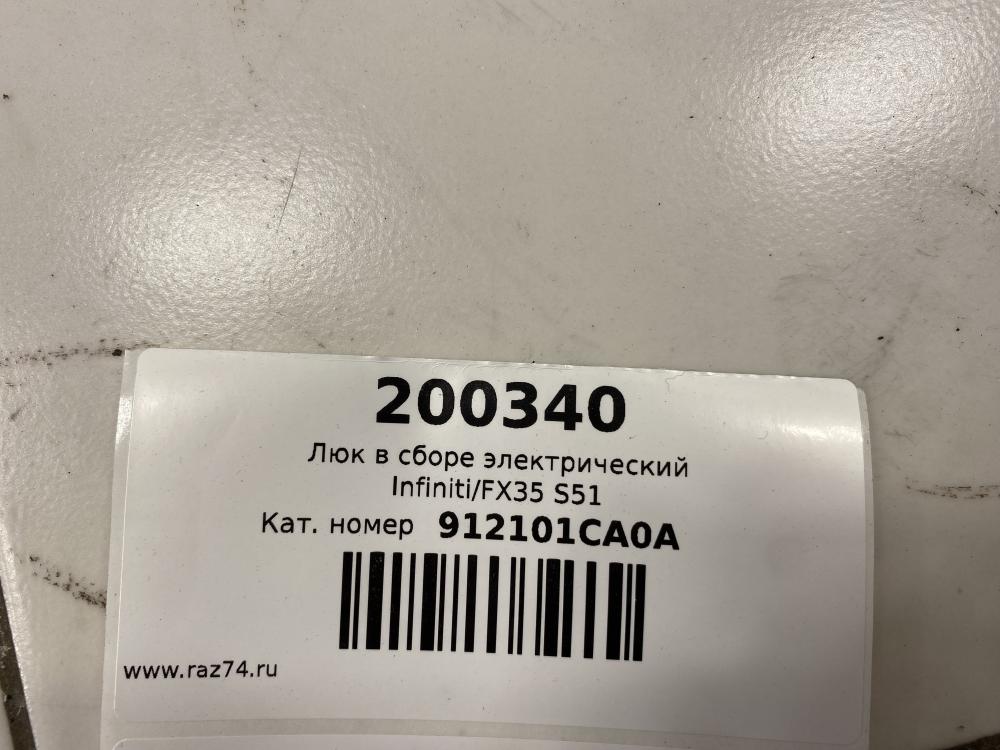 200340
Люк в сборе электрический
Infiniti/FX35 S51
Кат. номер 912101CA0A
www.raz74.ru